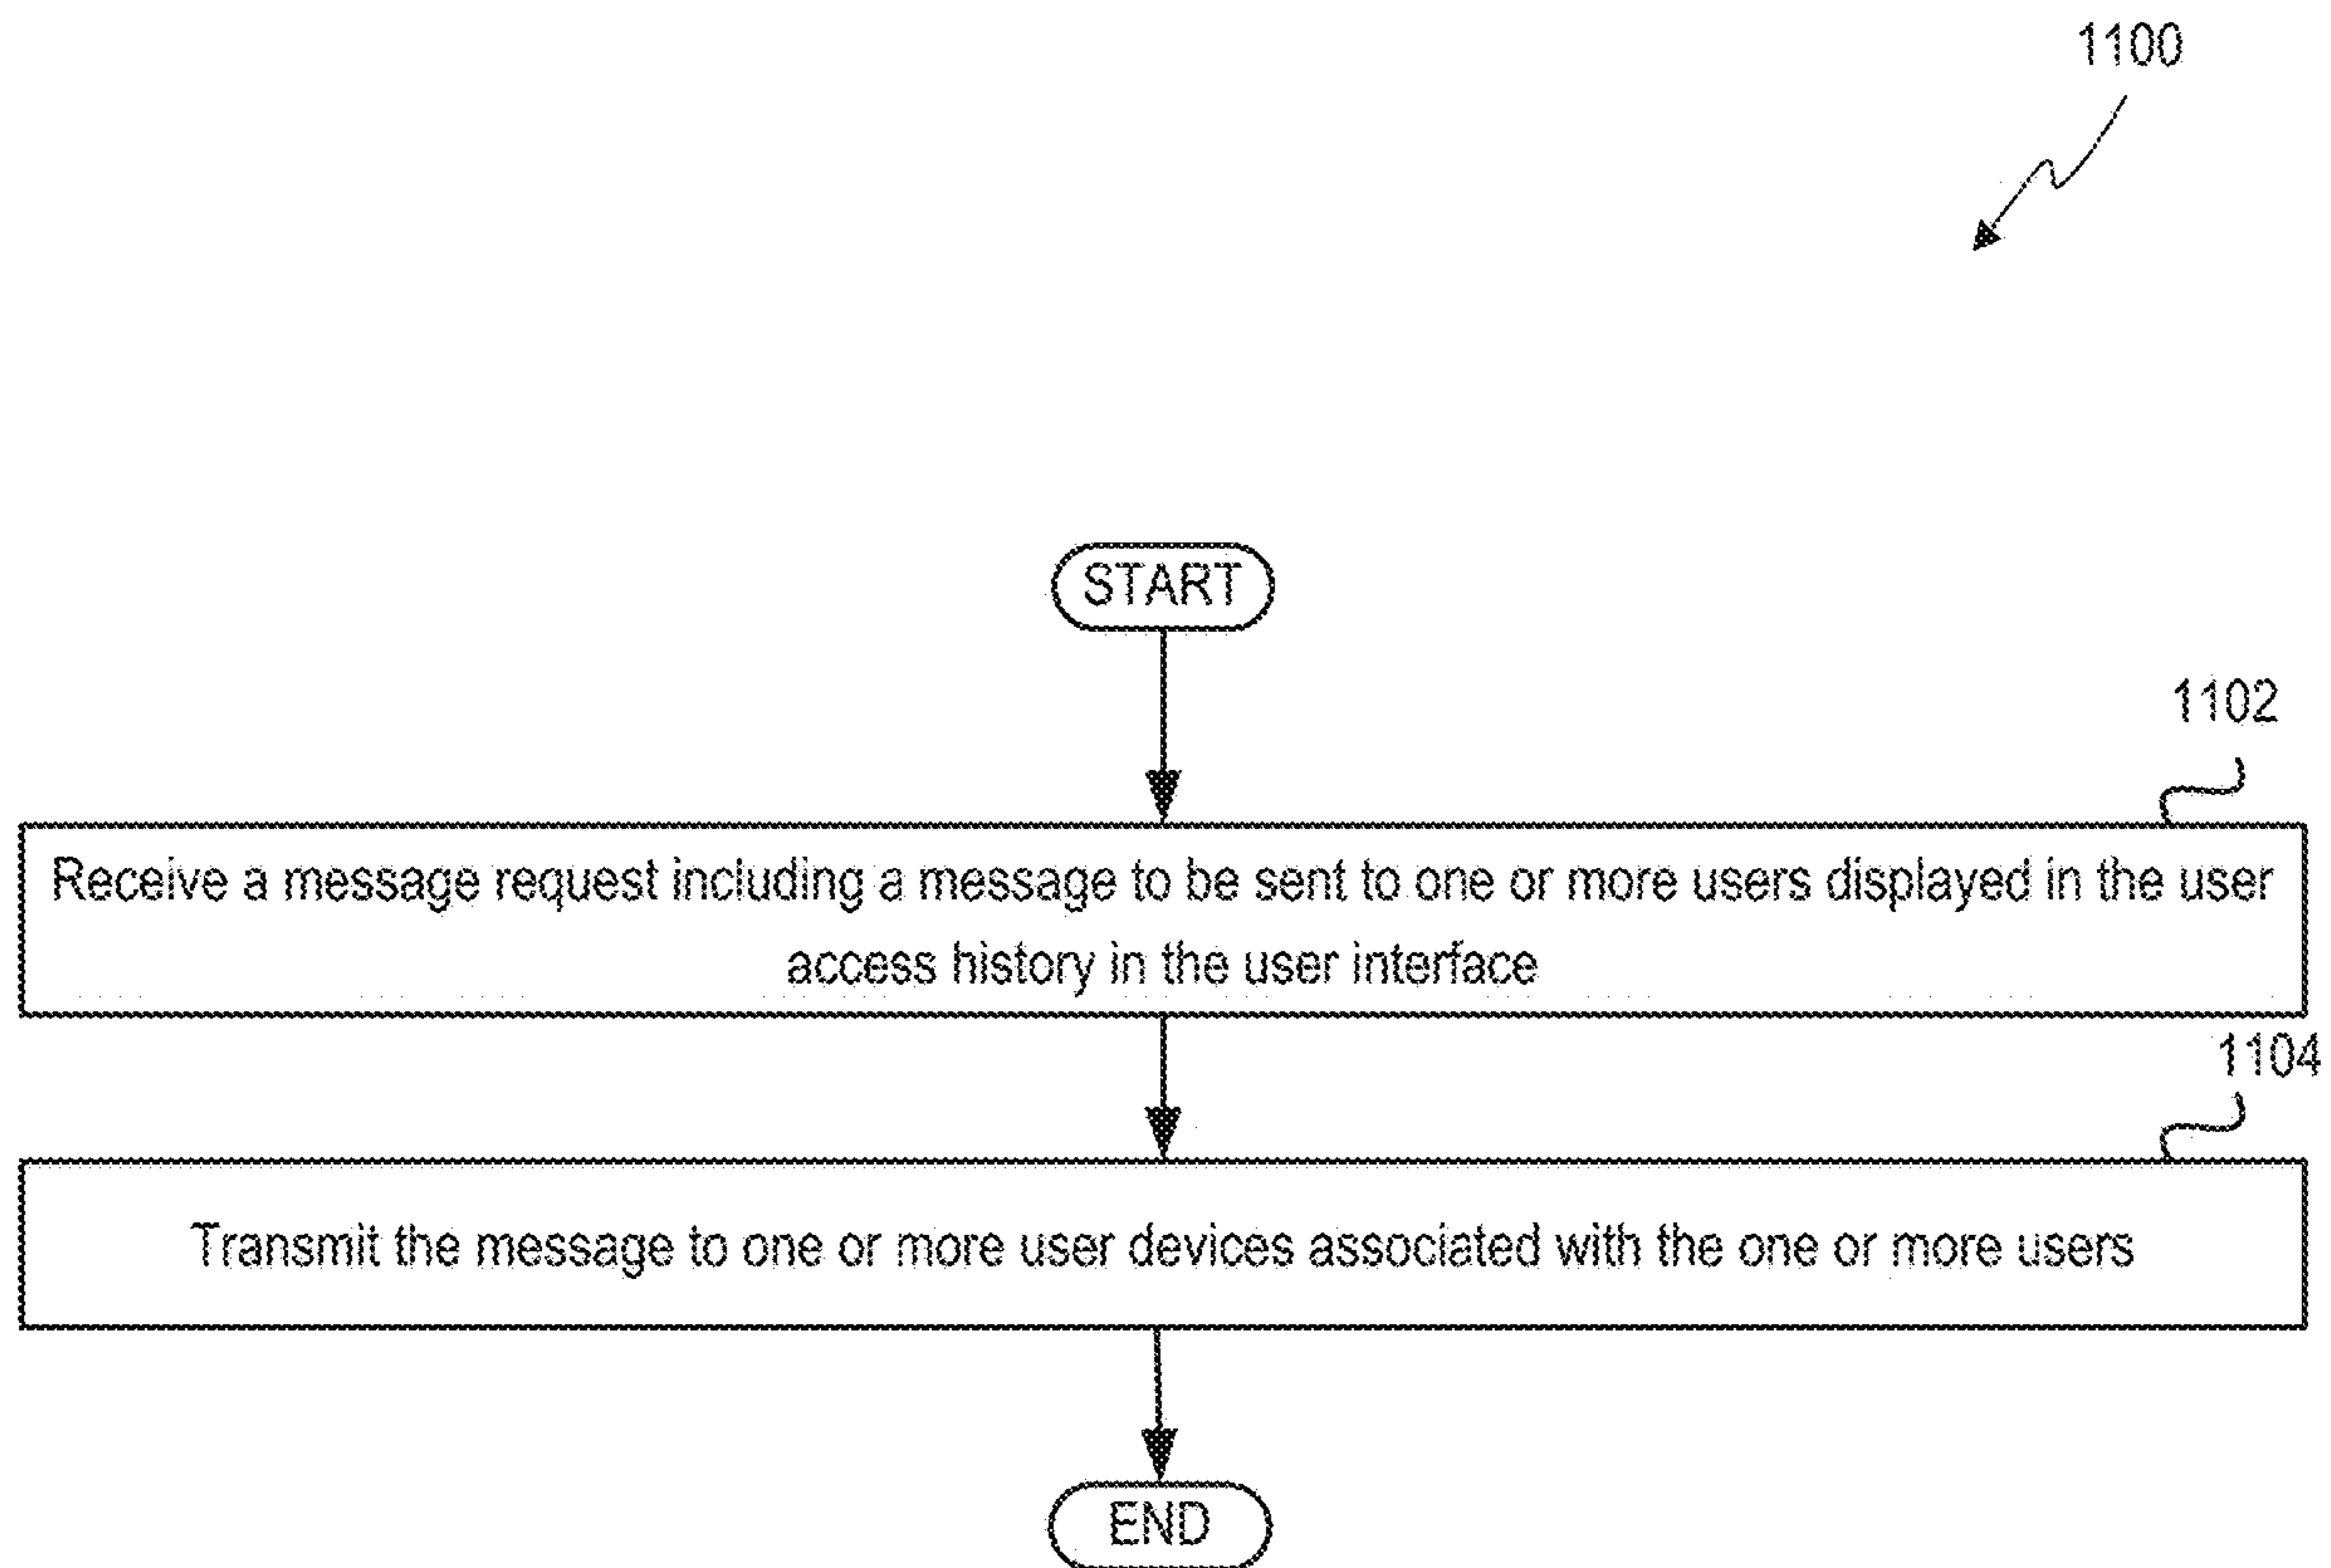 1100
START
1102
Receive a message request including a message to be sent to one or more users displayed in the user
access history in the user interface
1104
Transmit the message to one or more user devices associated with the one or more users
END